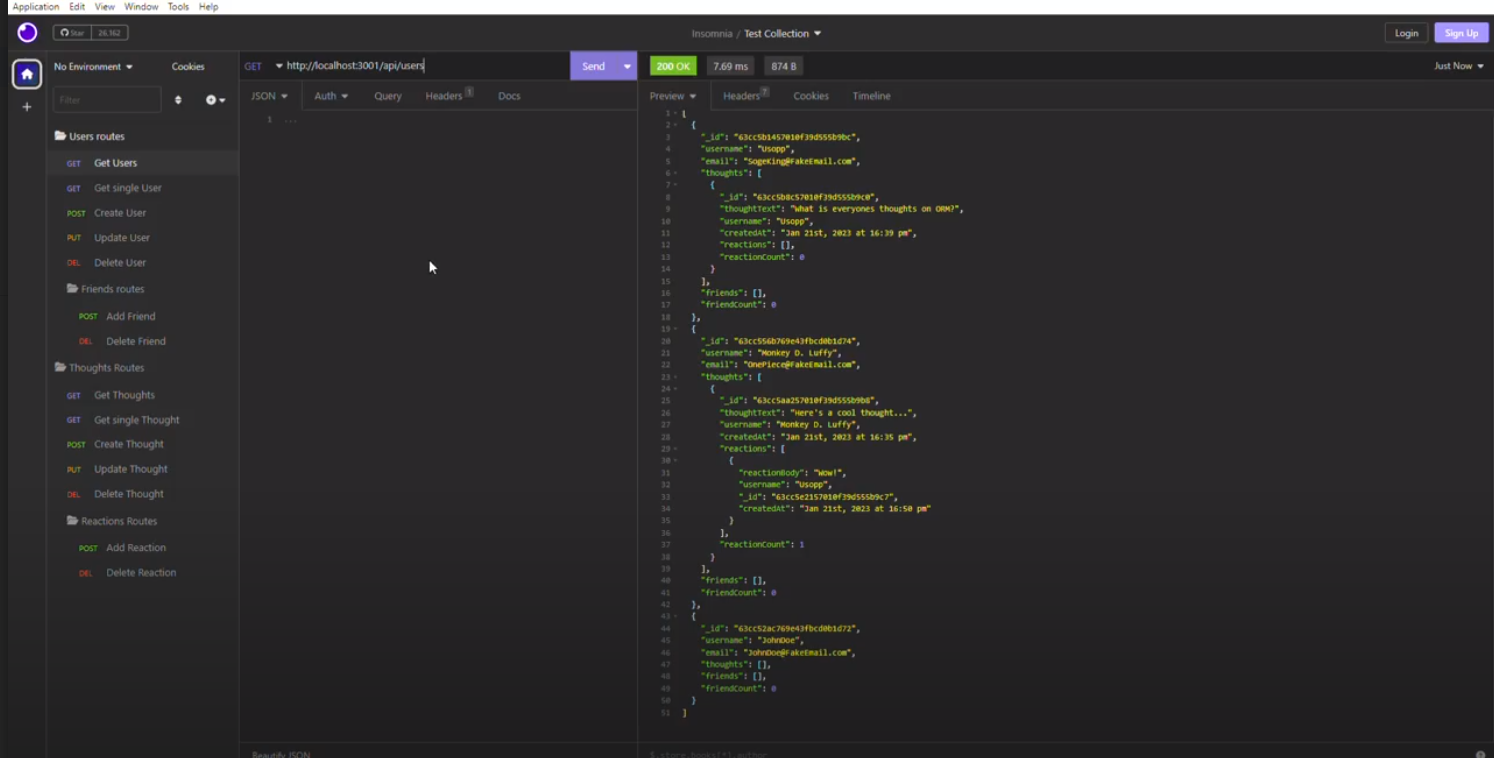 Application Edit View Window Tools Help
Star 26,162
Insomnia / Test Collection
Login Sign Up
No Environment Cookies
GET http://localhost:3001/api/users
Send
200 OK 7.69 ms 874 B
Just Now
Filter
JSON Auth Query Headers 1 Docs
Preview Headers 7 Cookies Timeline
Users routes
GET Get Users
GET Get single User
POST Create User
PUT Update User
DEL Delete User
Friends routes
POST Add Friend
DEL Delete Friend
Thoughts Routes
GET Get Thoughts
GET Get single Thought
POST Create Thought
PUT Update Thought
DEL Delete Thought
Reactions Routes
POST Add Reaction
DEL Delete Reaction
1 ...
1 [
2 {
3 "_id": "63cc5b1457010f39d555b9bc",
4 "username": "Usopp",
5 "email": "SogeKing@FakeEmail.com",
6 "thoughts": [
7 {
8 "_id": "63cc5b8c57010f39d555b9c0",
9 "thoughtText": "What is everyones thoughts on ORM?",
10 "username": "Usopp",
11 "createdAt": "Jan 21st, 2023 at 16:39 pm",
12 "reactions": [],
13 "reactionCount": 0
14 }
15 ],
16 "friends": [],
17 "friendCount": 0
18 },
19 {
20 "_id": "63cc556b769e43fbcd0b1d74",
21 "username": "Monkey D. Luffy",
22 "email": "OnePiece@FakeEmail.com",
23 "thoughts": [
24 {
25 "_id": "63cc5aa257010f39d555b9b8",
26 "thoughtText": "Here's a cool thought...",
27 "username": "Monkey D. Luffy",
28 "createdAt": "Jan 21st, 2023 at 16:35 pm",
29 "reactions": [
30 {
31 "reactionBody": "Wow!",
32 "username": "Usopp",
33 "_id": "63cc5e2157010f39d555b9c7",
34 "createdAt": "Jan 21st, 2023 at 16:50 pm"
35 }
36 ],
37 "reactionCount": 1
38 }
39 ],
40 "friends": [],
41 "friendCount": 0
42 },
43 {
44 "_id": "63cc52ac769e43fbcd0b1d72",
45 "username": "JohnDoe",
46 "email": "JohnDoe@FakeEmail.com",
47 "thoughts": [],
48 "friends": [],
49 "friendCount": 0
50 }
51 ]
Beautify JSON
$.store.books[*].author